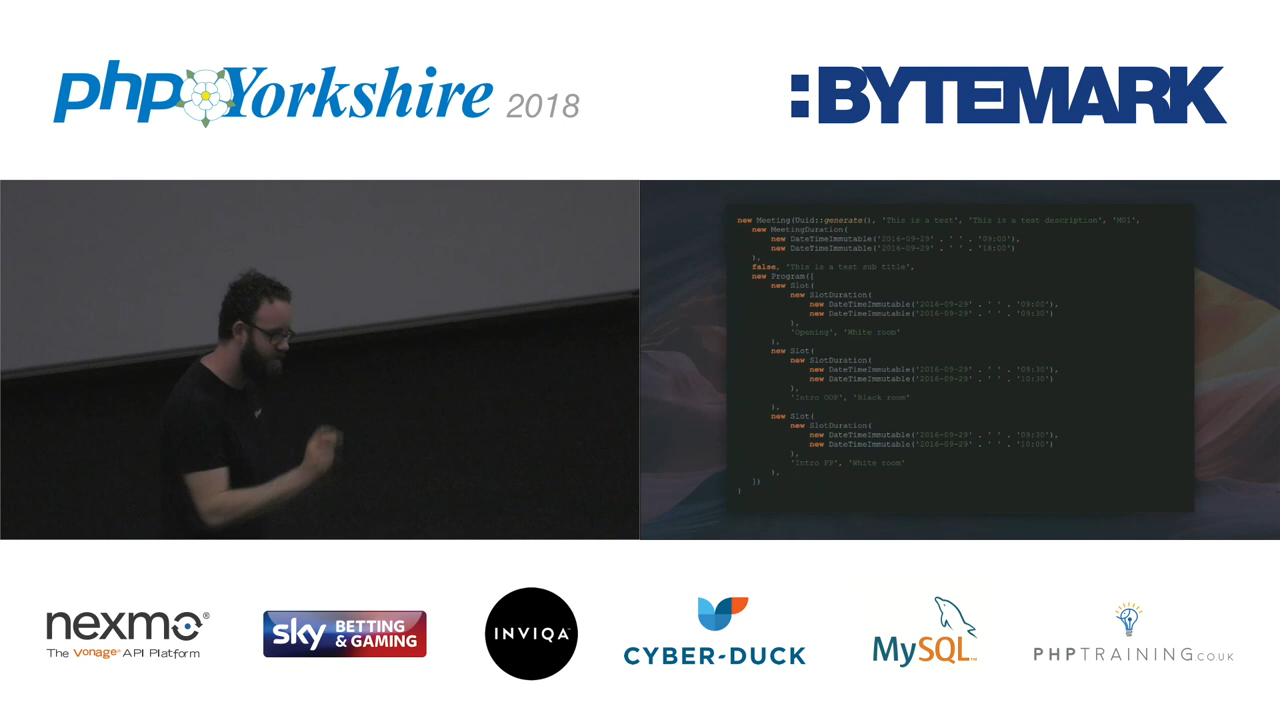 php Yorkshire 2018
:BYTEMARK
new Meeting(Uuid::generate(), 'This is a test', 'This is a test description', 'M01',
new MeetingDuration(
new DateTimeImmutable('2016-09-29' . ' ' . '09:00'),
new DateTimeImmutable('2016-09-29' . ' ' . '18:00')
),
false, 'This is a test sub title',
new Program([
new Slot(
new SlotDuration(
new DateTimeImmutable('2016-09-29' . ' ' . '09:00'),
new DateTimeImmutable('2016-09-29' . ' ' . '09:30')
),
'Opening', 'White room'
),
new Slot(
new SlotDuration(
new DateTimeImmutable('2016-09-29' . ' ' . '09:30'),
new DateTimeImmutable('2016-09-29' . ' ' . '10:30')
),
'Intro OOP', 'Black room'
),
new Slot(
new SlotDuration(
new DateTimeImmutable('2016-09-29' . ' ' . '09:30'),
new DateTimeImmutable('2016-09-29' . ' ' . '10:00')
),
'Intro FP', 'White room'
),
])
)
nexmo®
The Vonage® API Platform
sky BETTING & GAMING
INVIQA™
CYBER-DUCK
MySQL™
PHPTRAINING.CO.UK